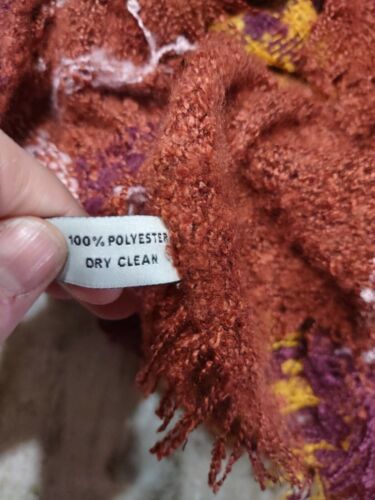 100% POLYESTER
DRY CLEAN